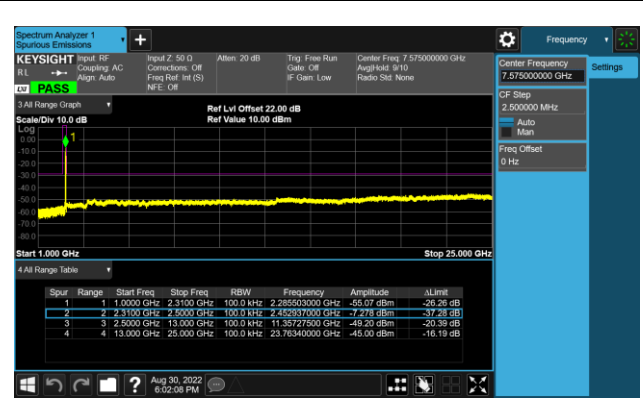 Spectrum Analyzer 1
Spurious Emissions
Frequency
KEYSIGHT Input: RF Input Z: 50 Ω Atten: 20 dB Trig: Free Run Center Freq: 7.575000000 GHz
RL Coupling: AC Corrections: Off Gate: Off Avg|Hold: 9/10
Align: Auto Freq Ref: Int (S) IF Gain: Low Radio Std: None
NFE: Off
LXI PASS
Center Frequency
7.575000000 GHz
Settings
CF Step
2.500000 MHz
Auto
Man
Freq Offset
0 Hz
3 All Range Graph
Ref Lvl Offset 22.00 dB
Scale/Div 10.0 dB Ref Value 10.00 dBm
Log
1
0.00
-10.0
-20.0
-30.0
-40.0
-50.0
-60.0
-70.0
-80.0
Start 1.000 GHz Stop 25.000 GHz
4 All Range Table
Spur Range Start Freq Stop Freq RBW Frequency Amplitude ΔLimit
1 1 1.0000 GHz 2.3100 GHz 100.0 kHz 2.285503000 GHz -55.07 dBm -26.26 dB
2 2 2.3100 GHz 2.5000 GHz 100.0 kHz 2.452937000 GHz -7.278 dBm -37.28 dB
3 3 2.5000 GHz 13.000 GHz 100.0 kHz 11.35727500 GHz -49.20 dBm -20.39 dB
4 4 13.000 GHz 25.000 GHz 100.0 kHz 23.76340000 GHz -45.00 dBm -16.19 dB
Aug 30, 2022
6:02:08 PM